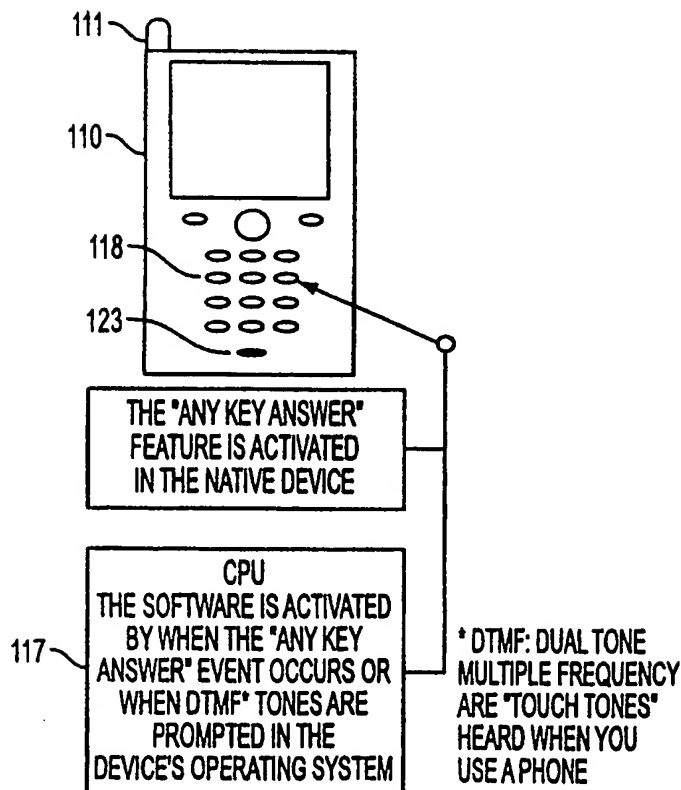 111
110
118
123
THE "ANY KEY ANSWER"
FEATURE IS ACTIVATED
IN THE NATIVE DEVICE
117
CPU
THE SOFTWARE IS ACTIVATED
BY WHEN THE "ANY KEY
ANSWER" EVENT OCCURS OR
WHEN DTMF* TONES ARE
PROMPTED IN THE
DEVICE'S OPERATING SYSTEM
* DTMF: DUAL TONE
MULTIPLE FREQUENCY
ARE "TOUCH TONES"
HEARD WHEN YOU
USE A PHONE